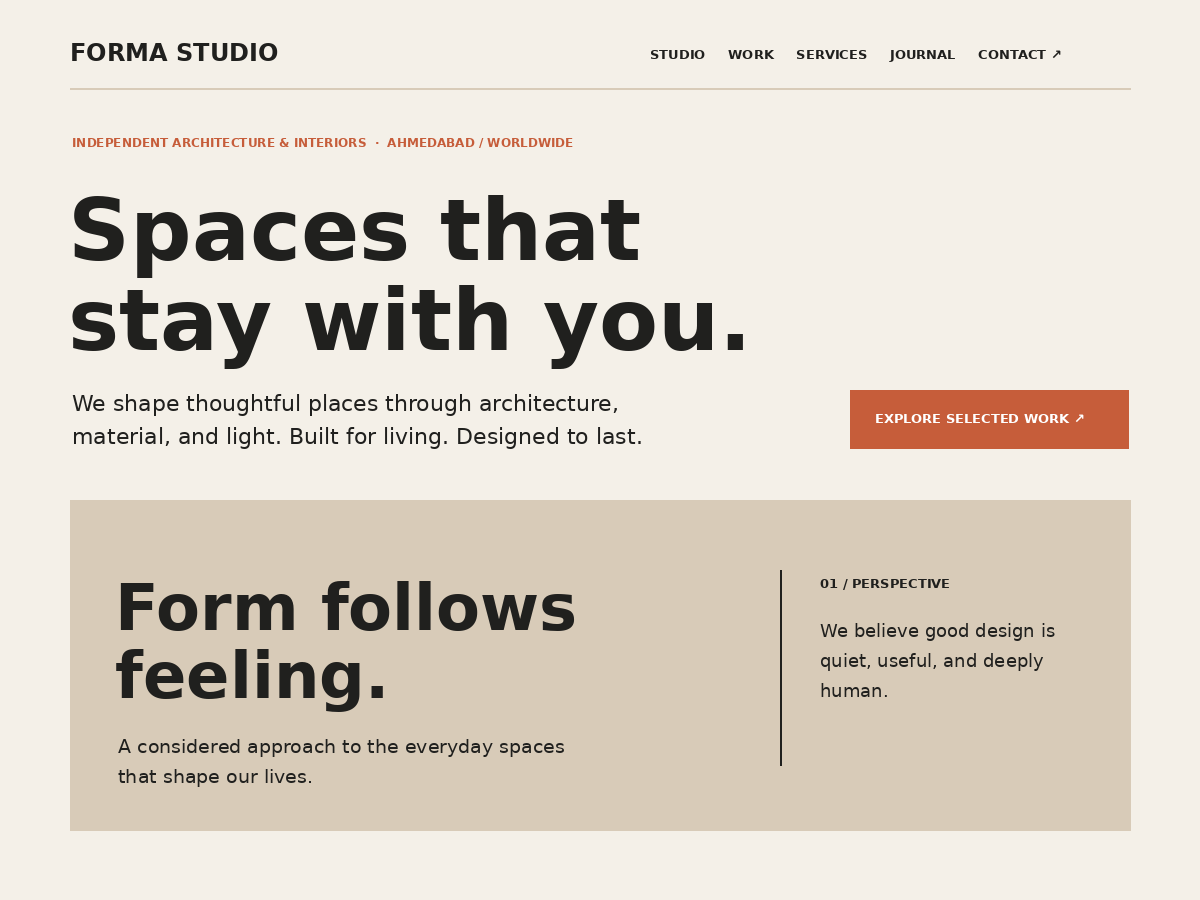 FORMA STUDIO
STUDIO WORK SERVICES JOURNAL CONTACT ↗
INDEPENDENT ARCHITECTURE & INTERIORS · AHMEDABAD / WORLDWIDE
Spaces that
stay with you.
We shape thoughtful places through architecture,
material, and light. Built for living. Designed to last.
EXPLORE SELECTED WORK ↗
Form follows
feeling.
A considered approach to the everyday spaces
that shape our lives.
01 / PERSPECTIVE
We believe good design is
quiet, useful, and deeply
human.